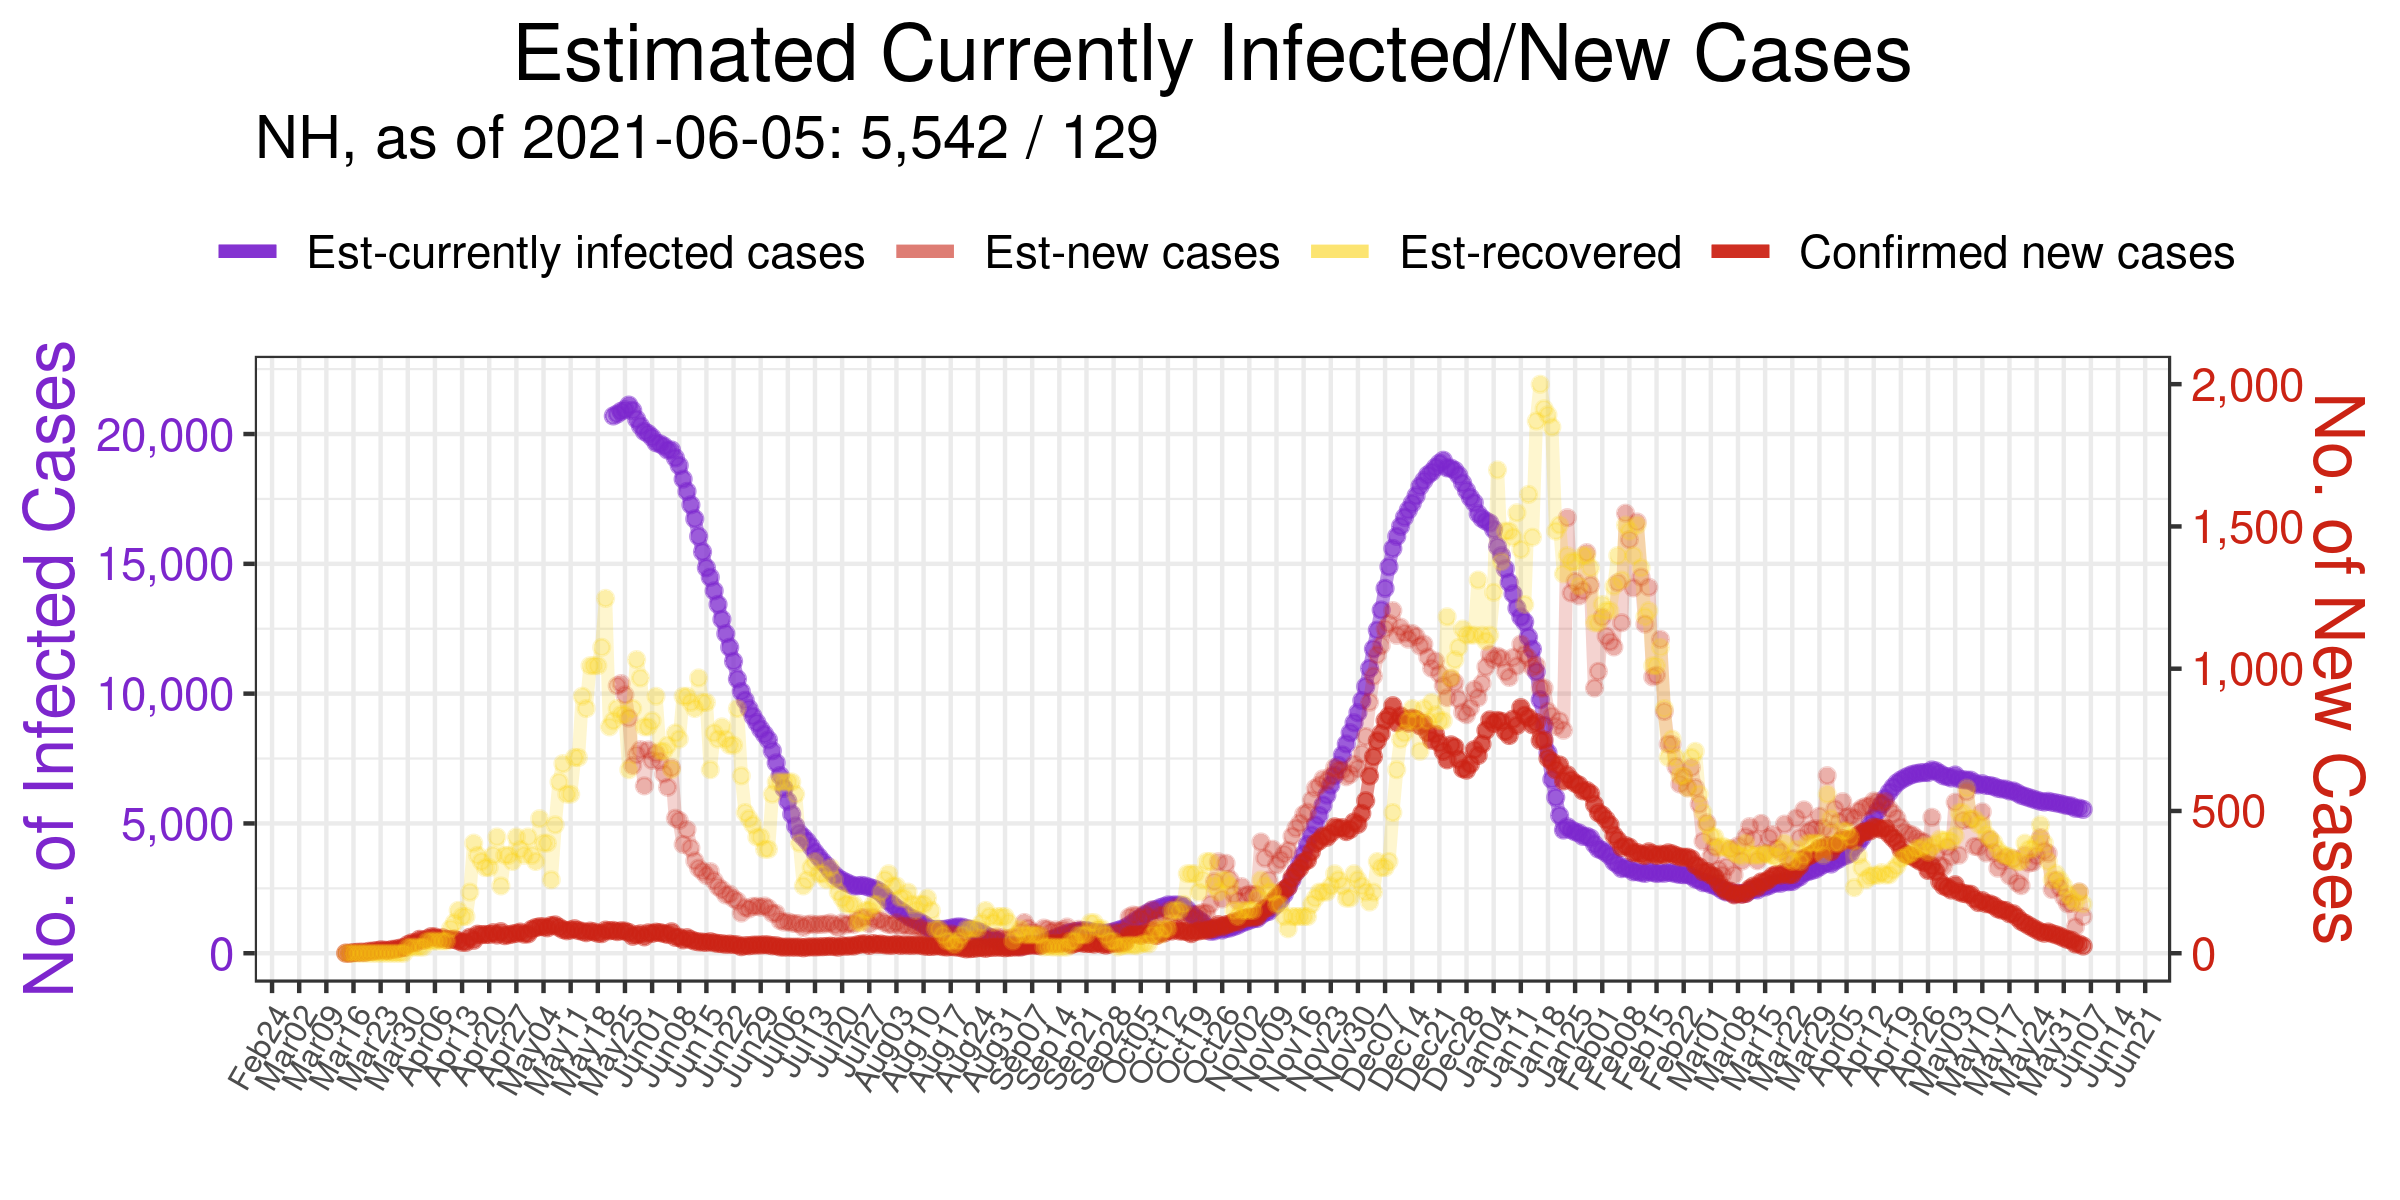 Estimated Currently Infected/New Cases
NH, as of 2021-06-05: 5,542 / 129
Est-currently infected cases
Est-new cases
Est-recovered
Confirmed new cases
No. of Infected Cases
20,000
15,000
10,000
5,000
0
2,000
1,500
1,000
500
0
No. of New Cases
Feb24
Mar02
Mar09
Mar16
Mar23
Mar30
Apr06
Apr13
Apr20
Apr27
May04
May11
May18
May25
Jun01
Jun08
Jun15
Jun22
Jun29
Jul06
Jul13
Jul20
Jul27
Aug03
Aug10
Aug17
Aug24
Aug31
Sep07
Sep14
Sep21
Sep28
Oct05
Oct12
Oct19
Oct26
Nov02
Nov09
Nov16
Nov23
Nov30
Dec07
Dec14
Dec21
Dec28
Jan04
Jan11
Jan18
Jan25
Feb01
Feb08
Feb15
Feb22
Mar01
Mar08
Mar15
Mar22
Mar29
Apr05
Apr12
Apr19
Apr26
May03
May10
May17
May24
May31
Jun07
Jun14
Jun21